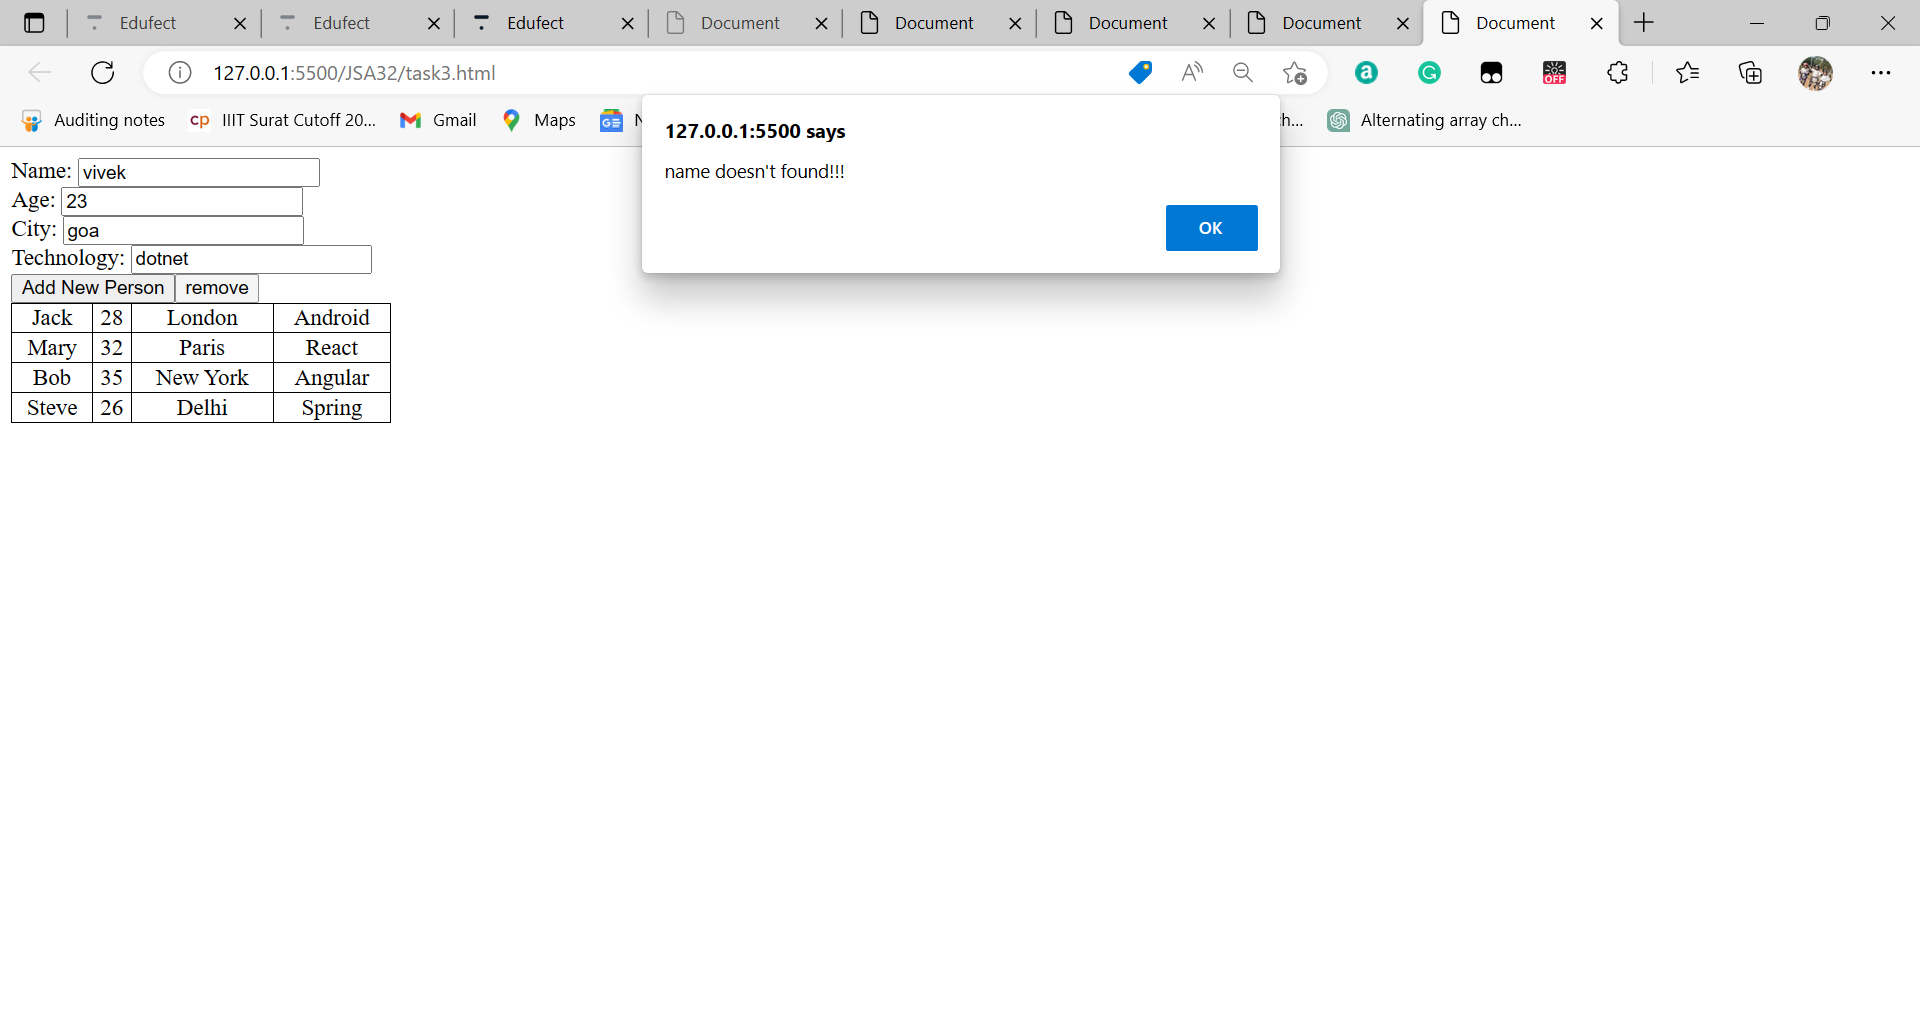 Edufect Edufect Edufect Document Document Document Document Document
127.0.0.1:5500/JSA32/task3.html
Auditing notes IIIT Surat Cutoff 20... Gmail Maps Alternating array ch...
127.0.0.1:5500 says
name doesn't found!!!
OK
Name: vivek
Age: 23
City: goa
Technology: dotnet
Add New Person remove
Jack 28 London Android
Mary 32 Paris React
Bob 35 New York Angular
Steve 26 Delhi Spring